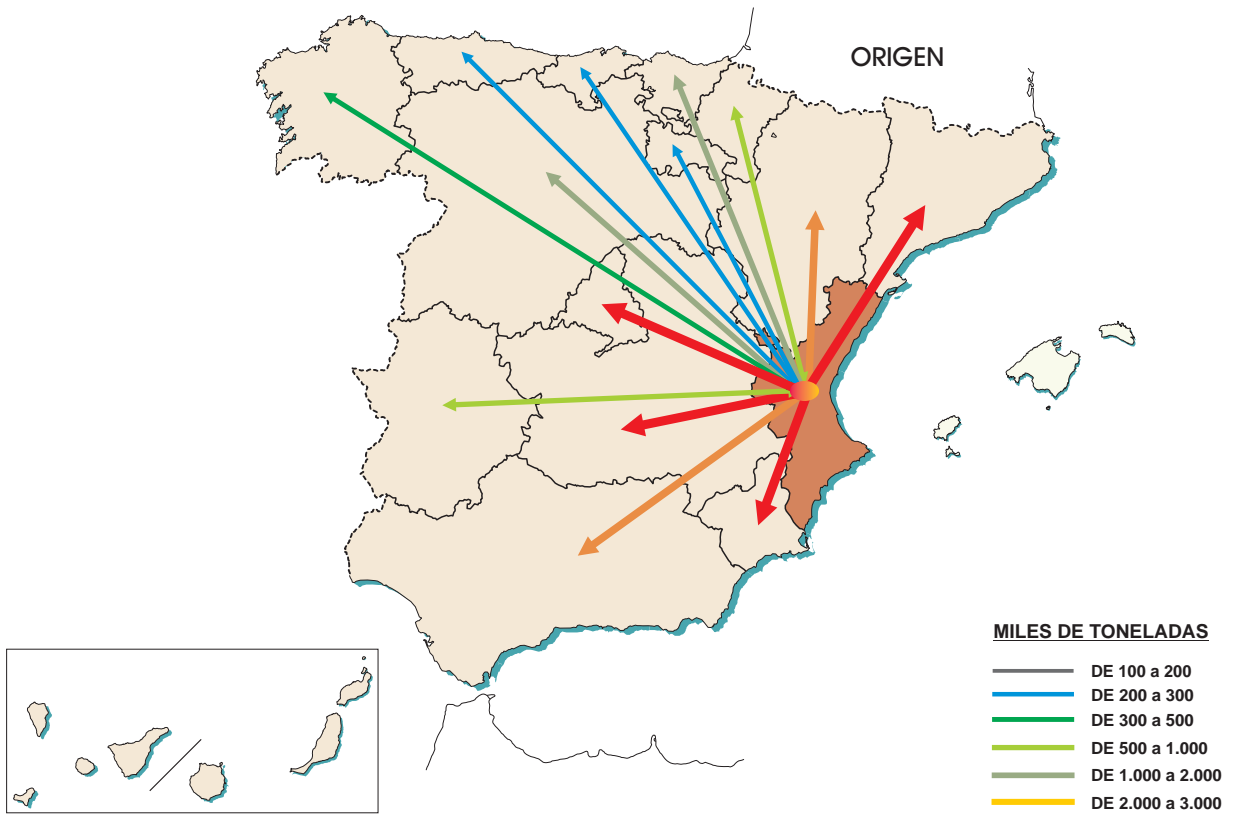 ORIGEN
MILES DE TONELADAS
DE 100 a 200
DE 200 a 300
DE 300 a 500
DE 500 a 1.000
DE 1.000 a 2.000
DE 2.000 a 3.000